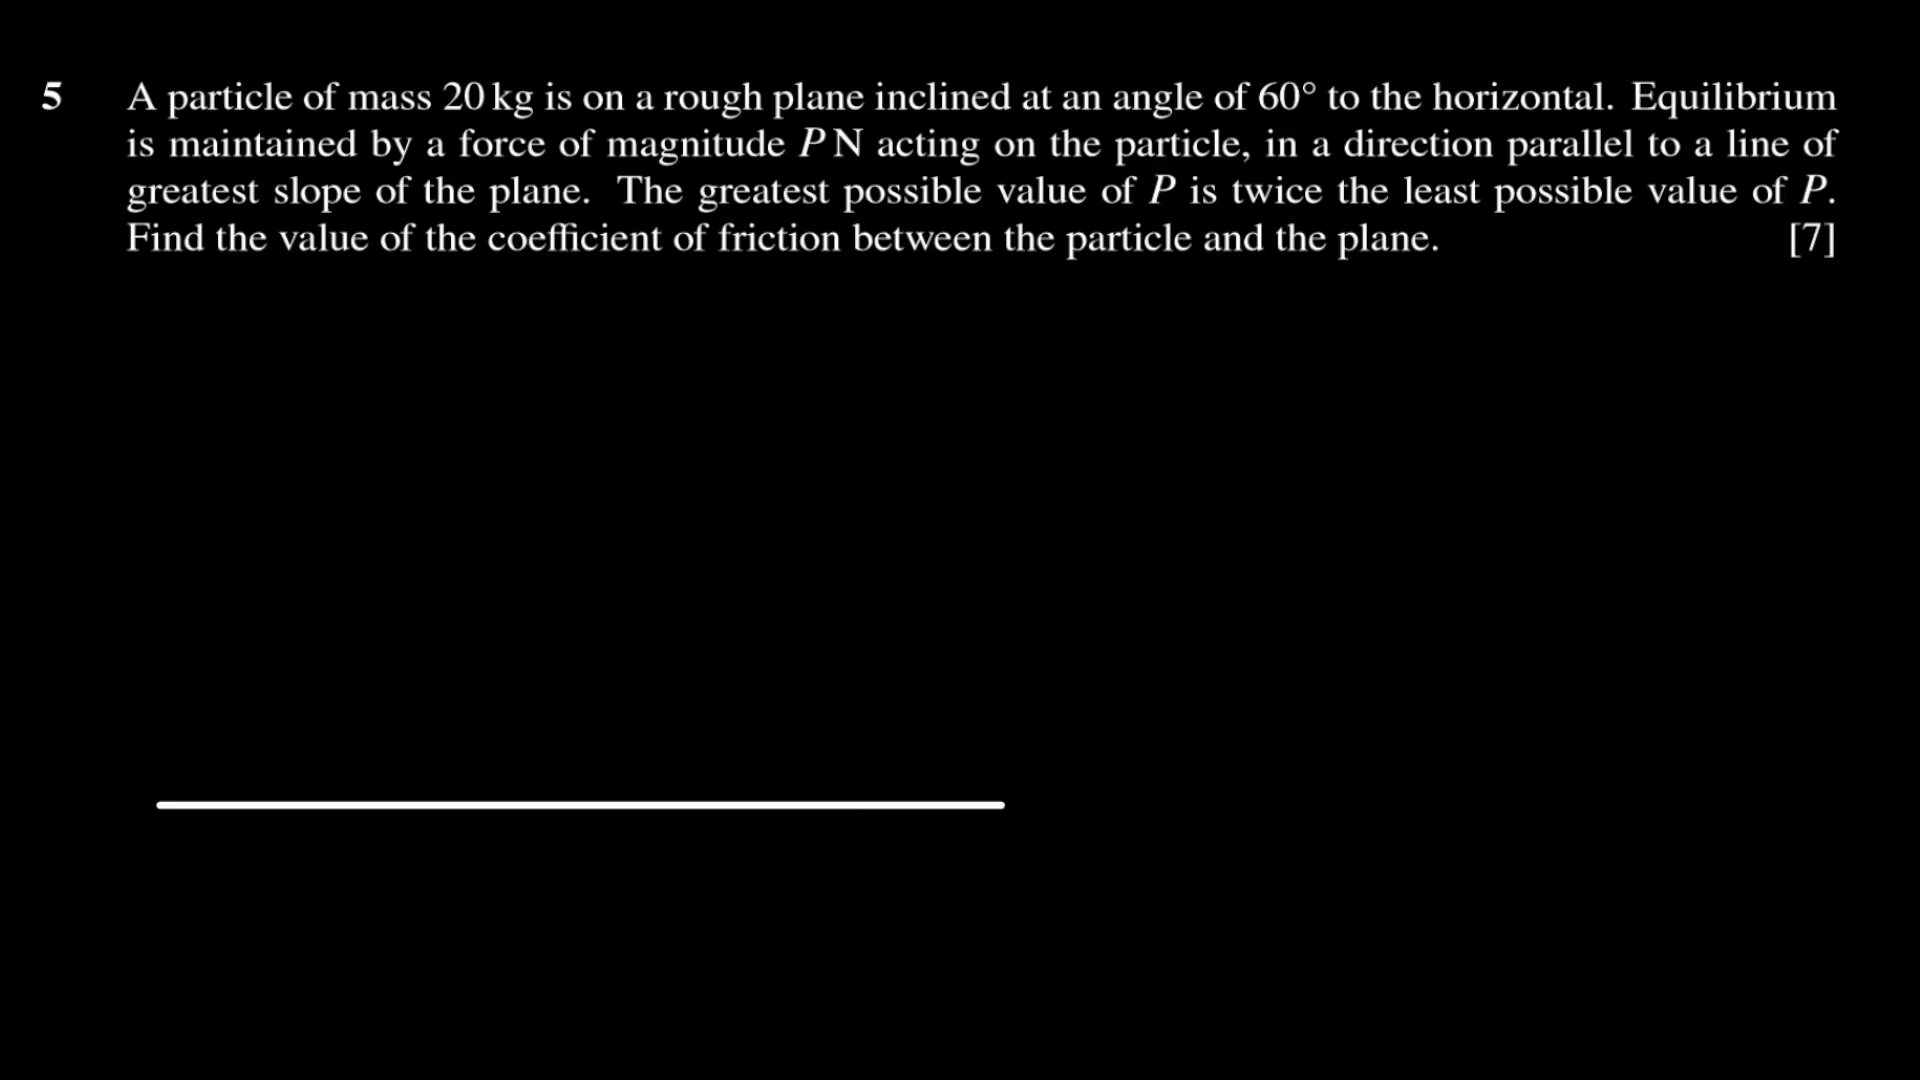 5 A particle of mass 20 kg is on a rough plane inclined at an angle of 60° to the horizontal. Equilibrium
is maintained by a force of magnitude P N acting on the particle, in a direction parallel to a line of
greatest slope of the plane. The greatest possible value of P is twice the least possible value of P.
Find the value of the coefficient of friction between the particle and the plane. [7]